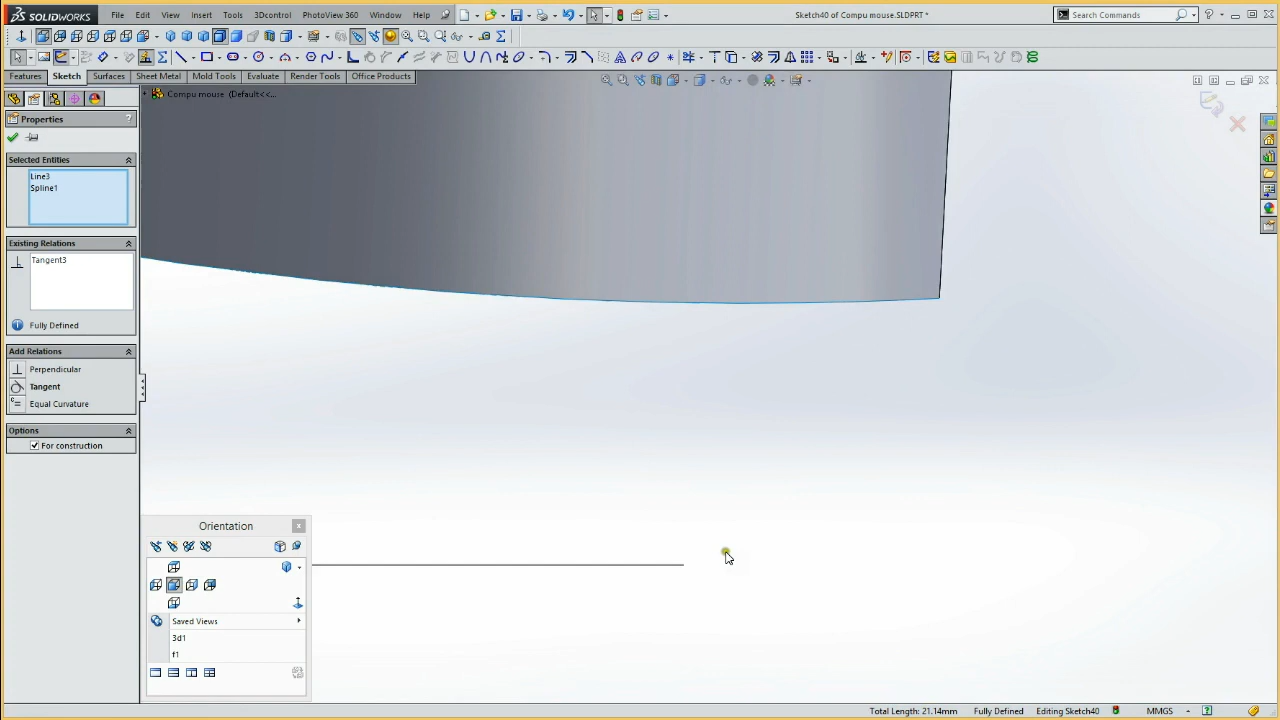 SOLIDWORKS
File
Edit
View
Insert
Tools
3Dcontrol
PhotoView 360
Window
Help
Sketch40 of Compu mouse.SLDPRT *
Search Commands
Features
Sketch
Surfaces
Sheet Metal
Mold Tools
Evaluate
Render Tools
Office Products
Compu mouse (Default<<...
Properties
?
Selected Entities
Line3
Spline1
Existing Relations
Tangent3
Fully Defined
Add Relations
Perpendicular
Tangent
Equal Curvature
Options
For construction
Orientation
Saved Views
3d1
f1
Total Length: 21.14mm
Fully Defined
Editing Sketch40
MMGS